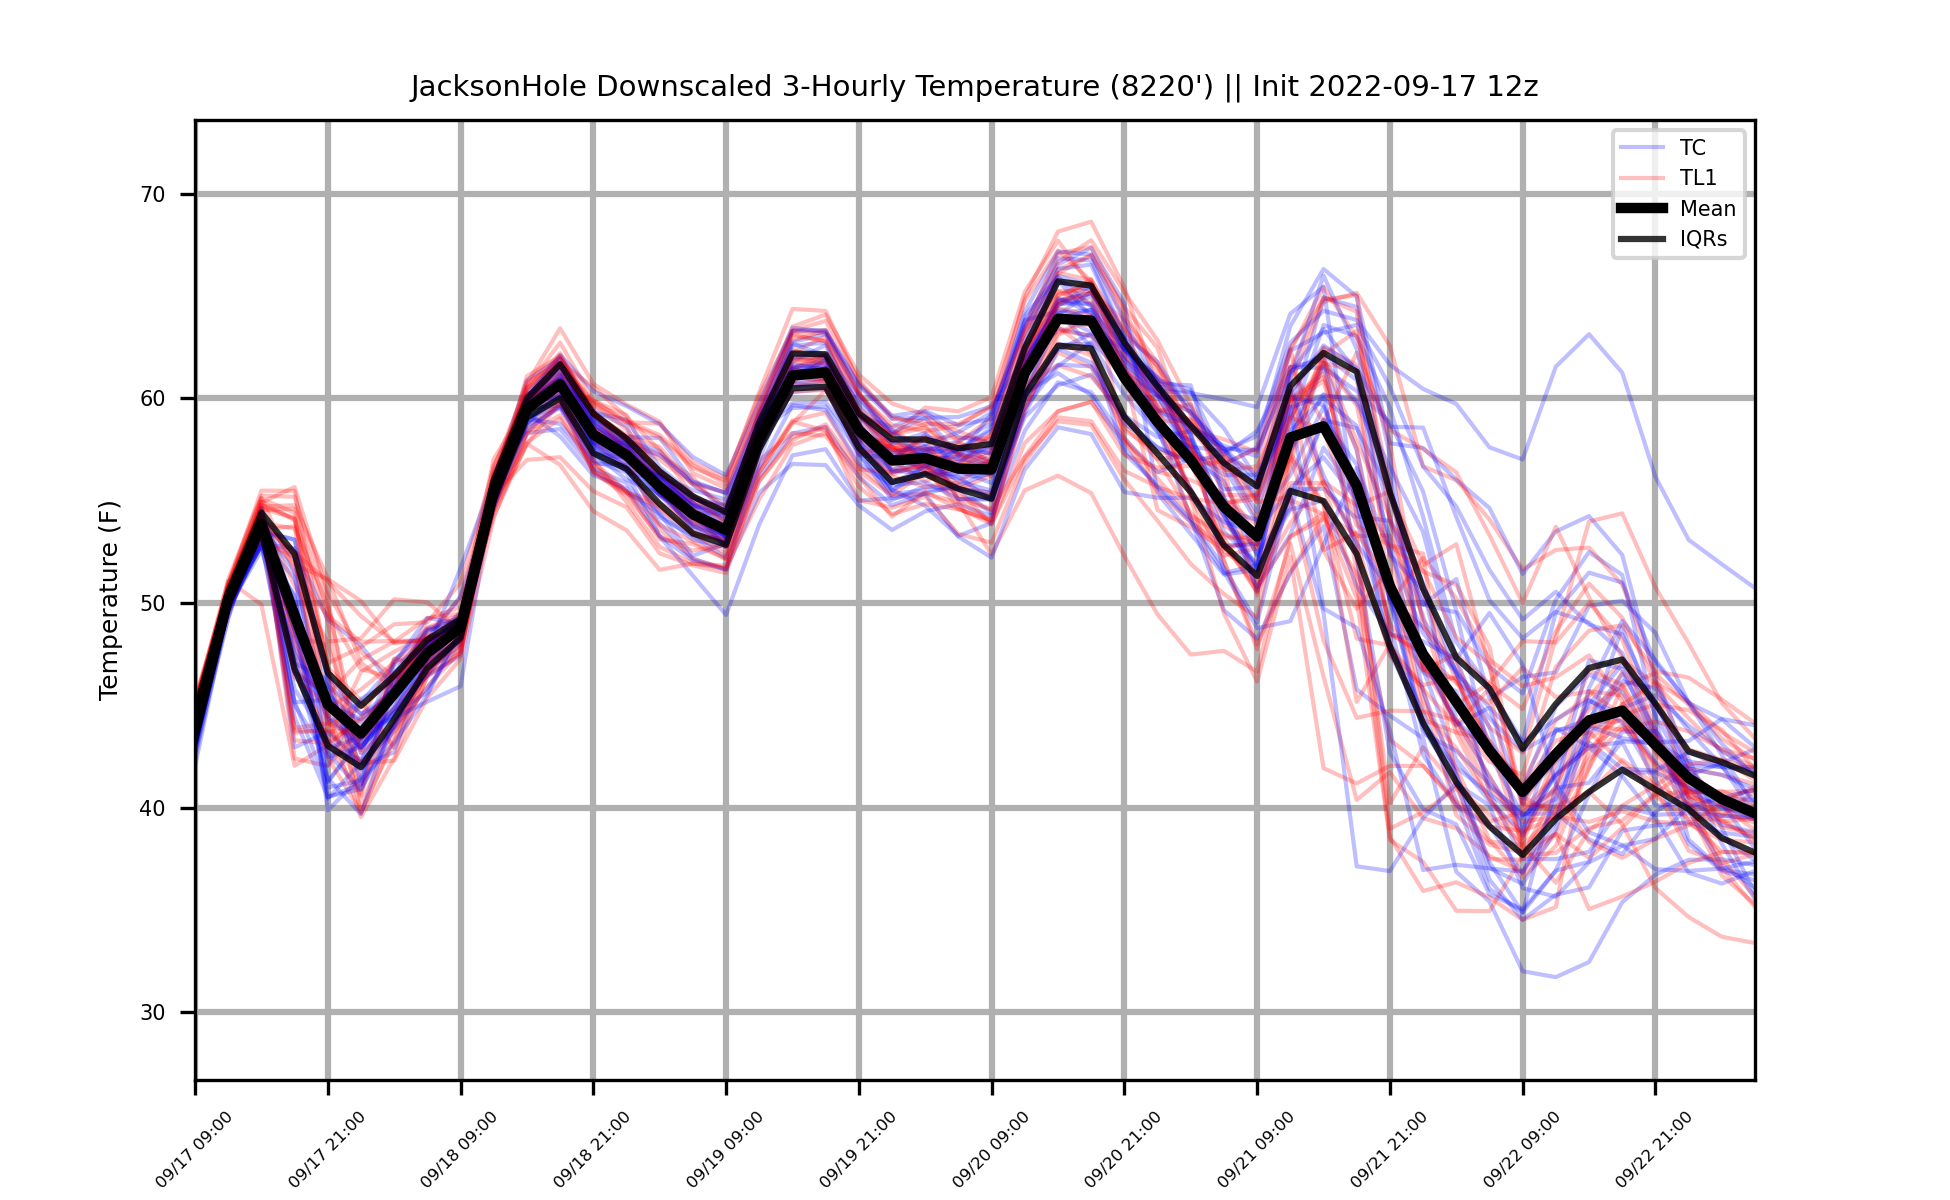 JacksonHole Downscaled 3-Hourly Temperature (8220') || Init 2022-09-17 12z
TC
TL1
Mean
IQRs
Temperature (F)
70
60
50
40
30
09/17 09:00
09/17 21:00
09/18 09:00
09/18 21:00
09/19 09:00
09/19 21:00
09/20 09:00
09/20 21:00
09/21 09:00
09/21 21:00
09/22 09:00
09/22 21:00